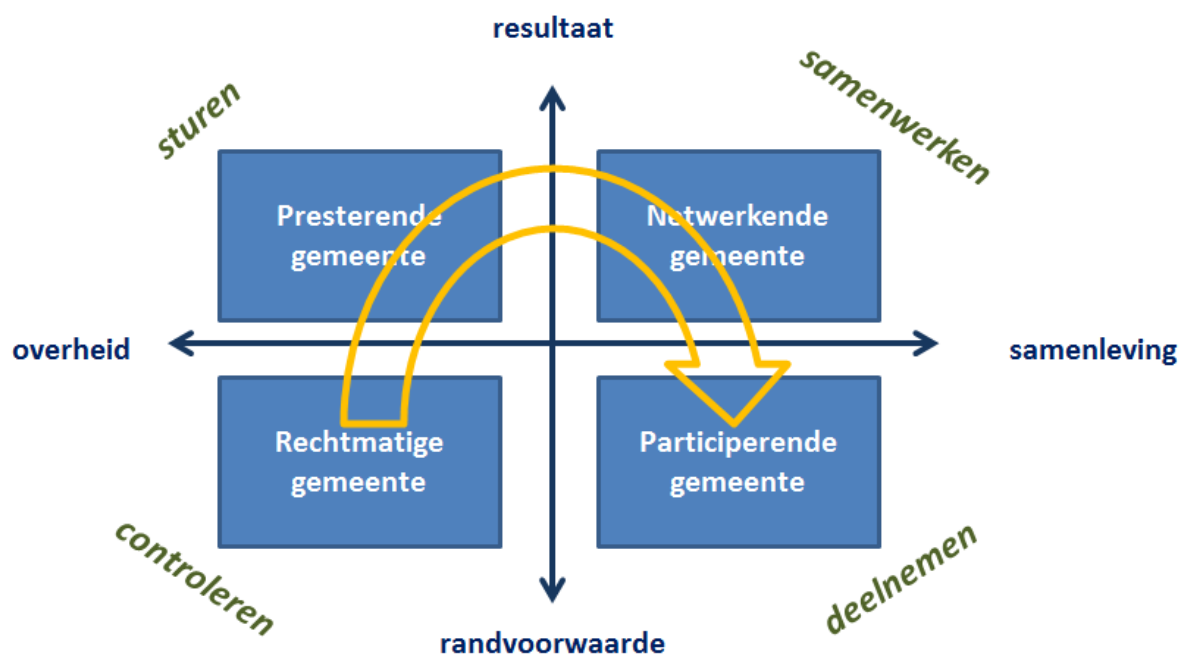 resultaat
sturen
samenwerken
Presterende
gemeente
Netwerkende
gemeente
overheid
samenleving
Rechtmatige
gemeente
Participerende
gemeente
controleren
deelnemen
randvoorwaarde